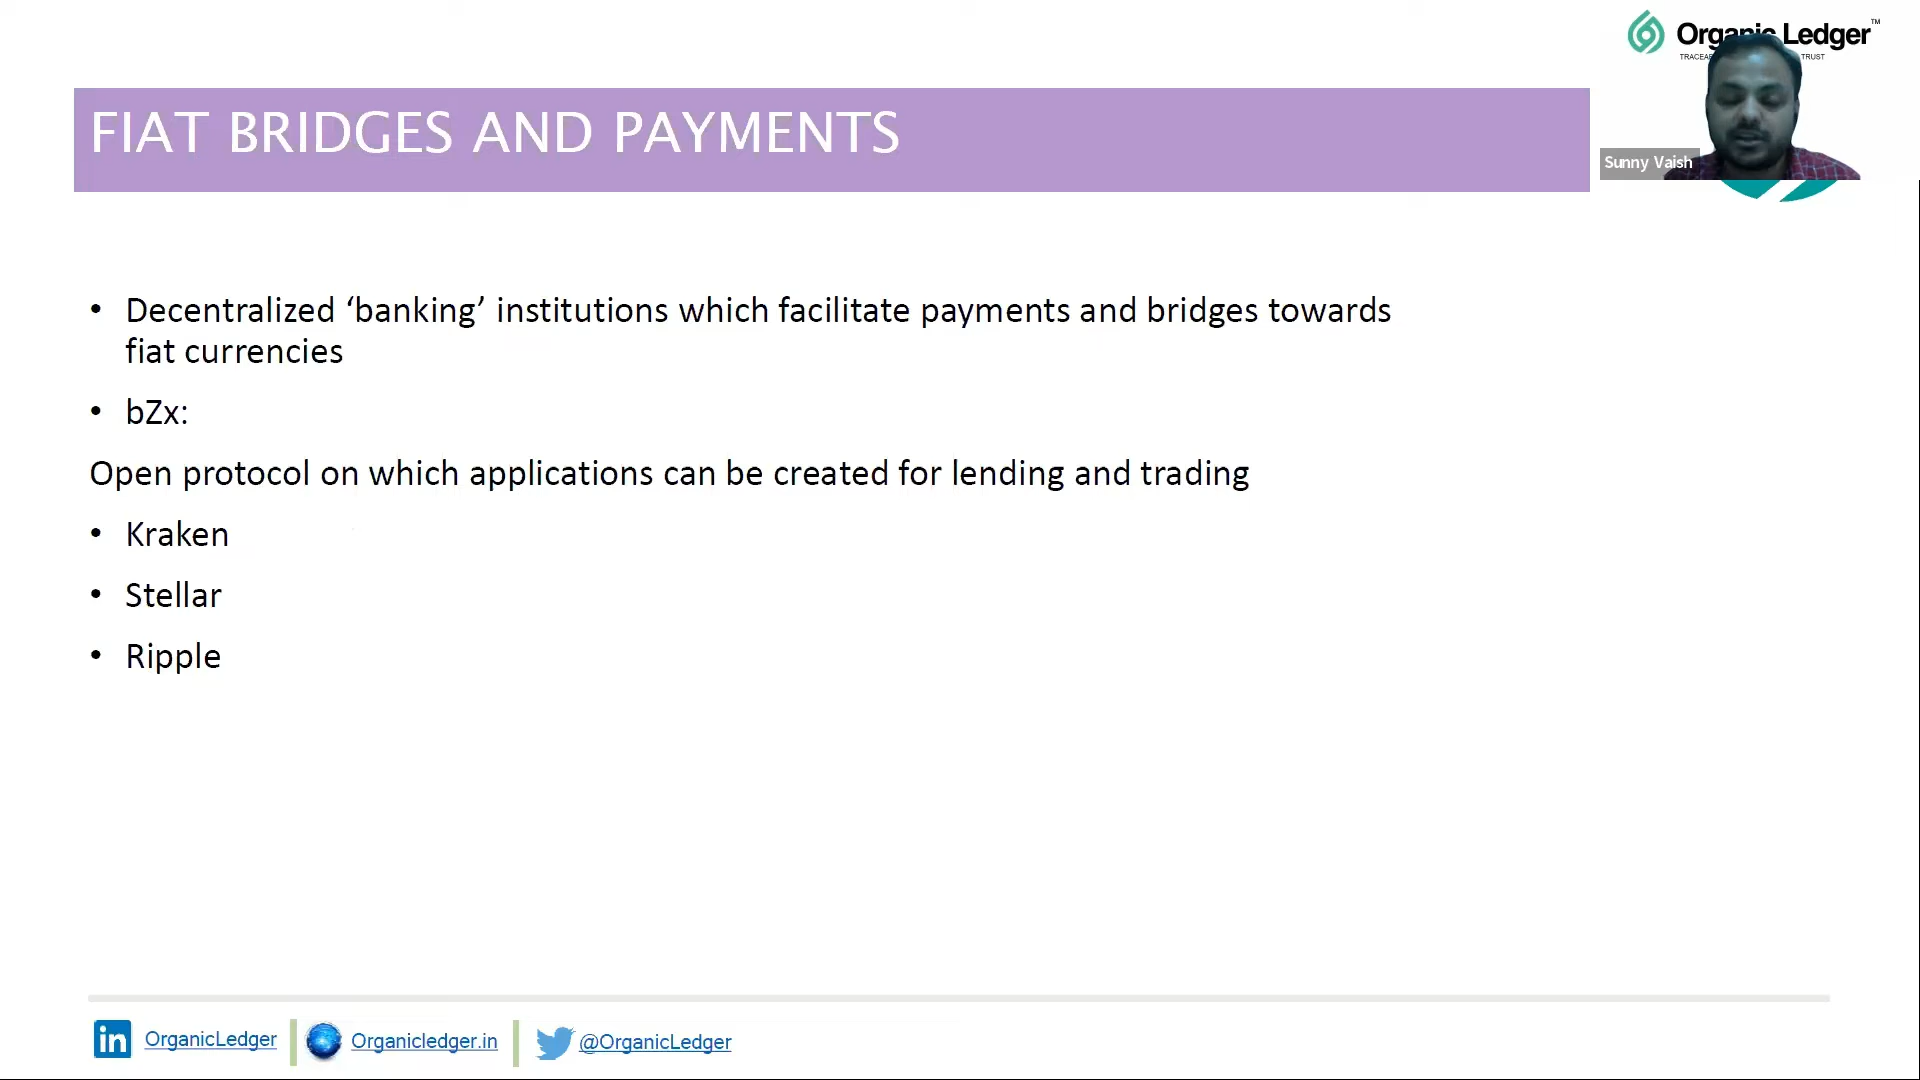 Organic Ledger™
TRUST
FIAT BRIDGES AND PAYMENTS
Sunny Vaish
• Decentralized ‘banking’ institutions which facilitate payments and bridges towards
fiat currencies
• bZx:
Open protocol on which applications can be created for lending and trading
• Kraken
• Stellar
• Ripple
in OrganicLedger
Organicledger.in
@OrganicLedger